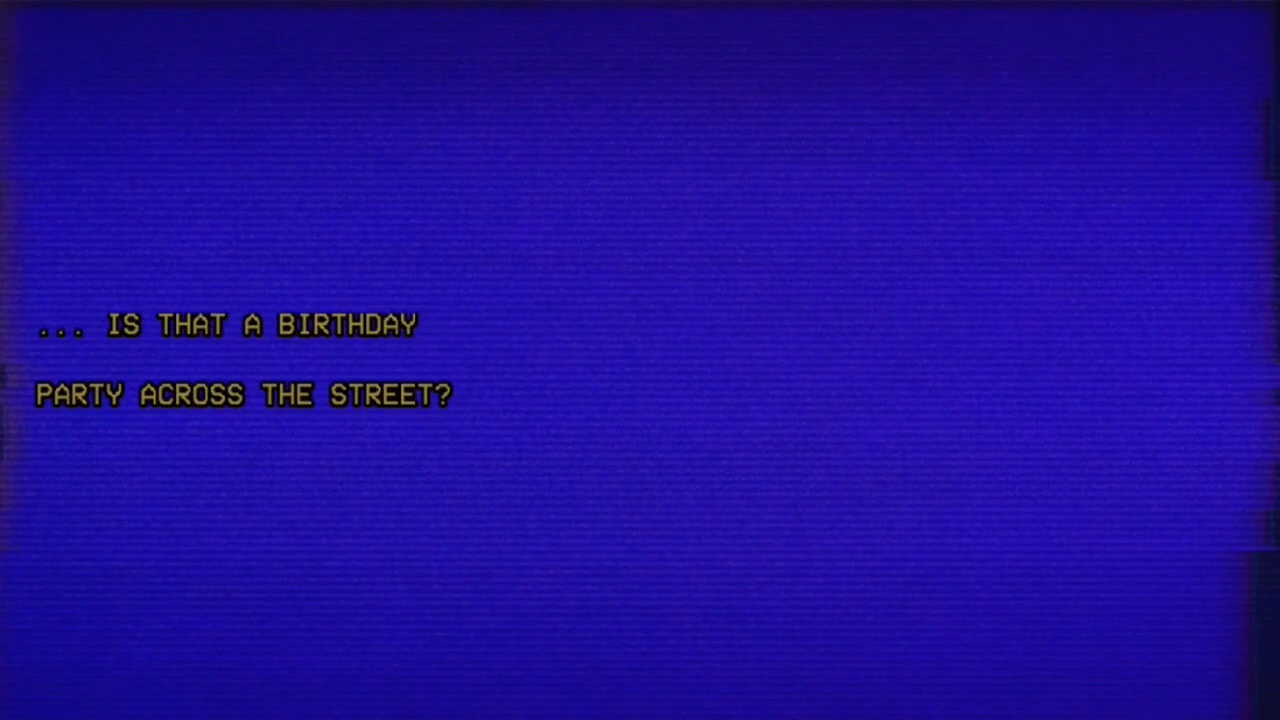 ... IS THAT A BIRTHDAY
PARTY ACROSS THE STREET?